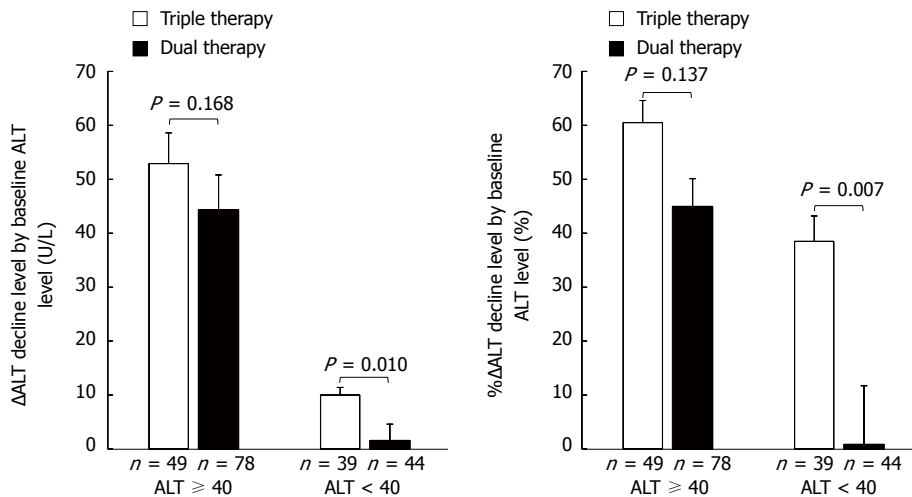 Triple therapy
Dual therapy
ΔALT decline level by baseline ALT
level (U/L)
70
60
50
40
30
20
10
0
P = 0.168
P = 0.010
n = 49 n = 78 n = 39 n = 44
ALT ⩾ 40 ALT < 40
Triple therapy
Dual therapy
%ΔALT decline level by baseline
ALT level (%)
70
60
50
40
30
20
10
0
P = 0.137
P = 0.007
n = 49 n = 78 n = 39 n = 44
ALT ⩾ 40 ALT < 40